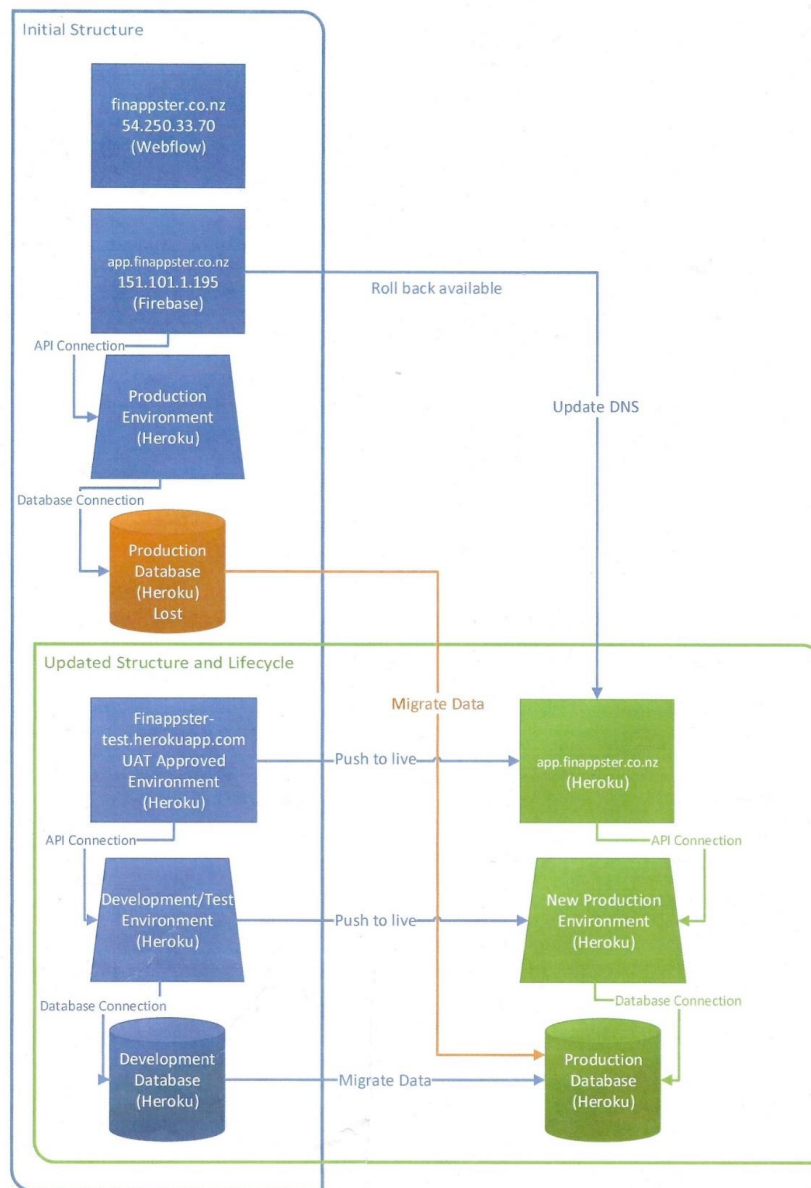 Initial Structure
finappster.co.nz
54.250.33.70
(Webflow)
app.finappster.co.nz
151.101.1.195
(Firebase)
Roll back available
API Connection
Production
Environment
(Heroku)
Update DNS
Database Connection
Production
Database
(Heroku)
Lost
Updated Structure and Lifecycle
Migrate Data
Finappster-
test.herokuapp.com
UAT Approved
Environment
(Heroku)
Push to live
app.finappster.co.nz
(Heroku)
API Connection
API Connection
Development/Test
Environment
(Heroku)
Push to live
New Production
Environment
(Heroku)
Database Connection
Database Connection
Development
Database
(Heroku)
Migrate Data
Production
Database
(Heroku)